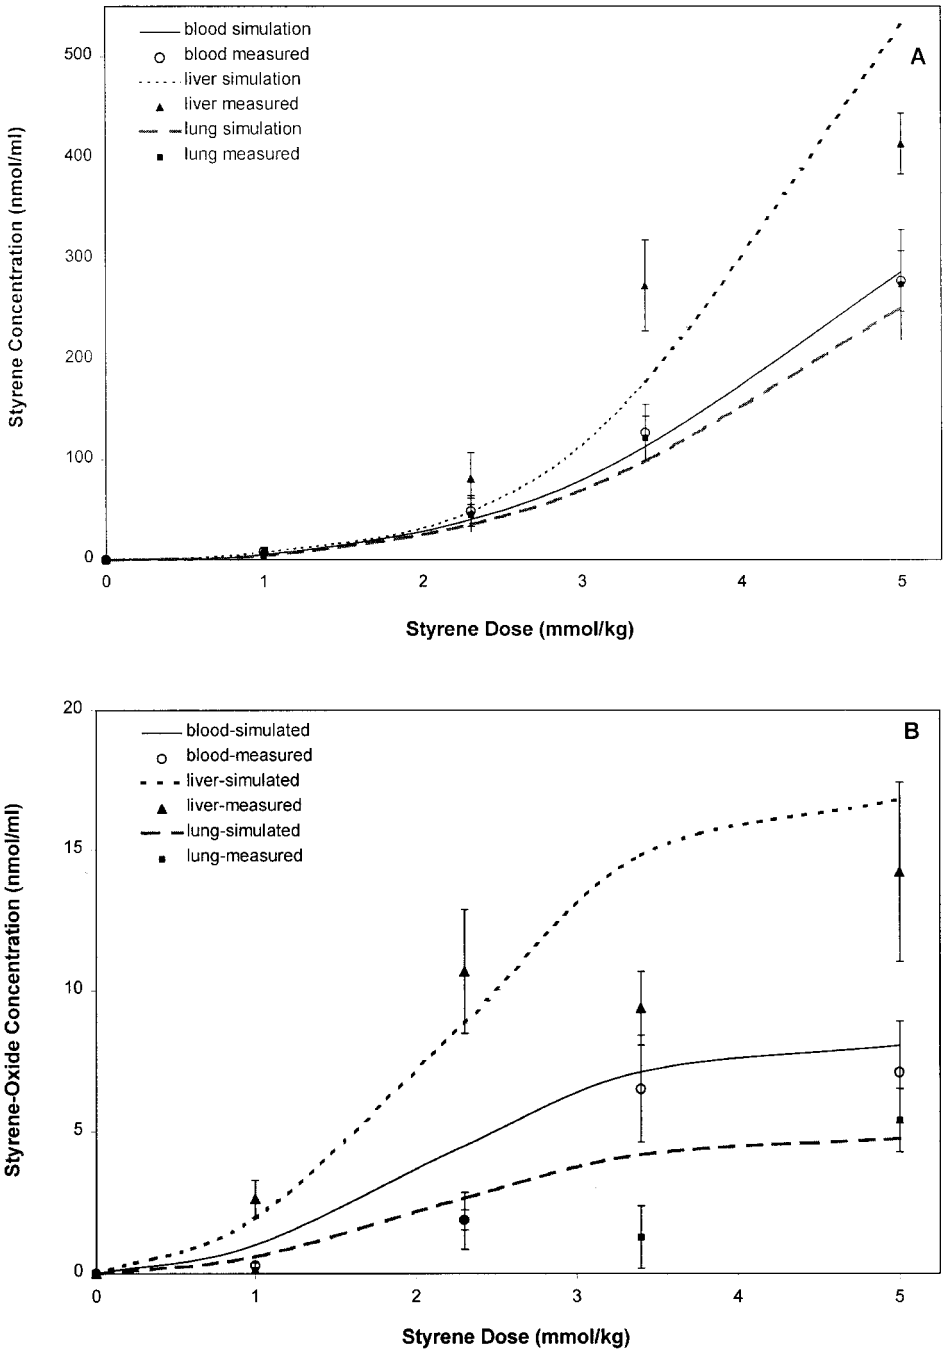 blood simulation
blood measured
liver simulation
liver measured
lung simulation
lung measured
A
500
400
300
200
100
0
0 1 2 3 4 5
Styrene Concentration (nmol/ml)
Styrene Dose (mmol/kg)
blood-simulated
blood-measured
liver-simulated
liver-measured
lung-simulated
lung-measured
B
20
15
10
5
0
0 1 2 3 4 5
Styrene-Oxide Concentration (nmol/ml)
Styrene Dose (mmol/kg)